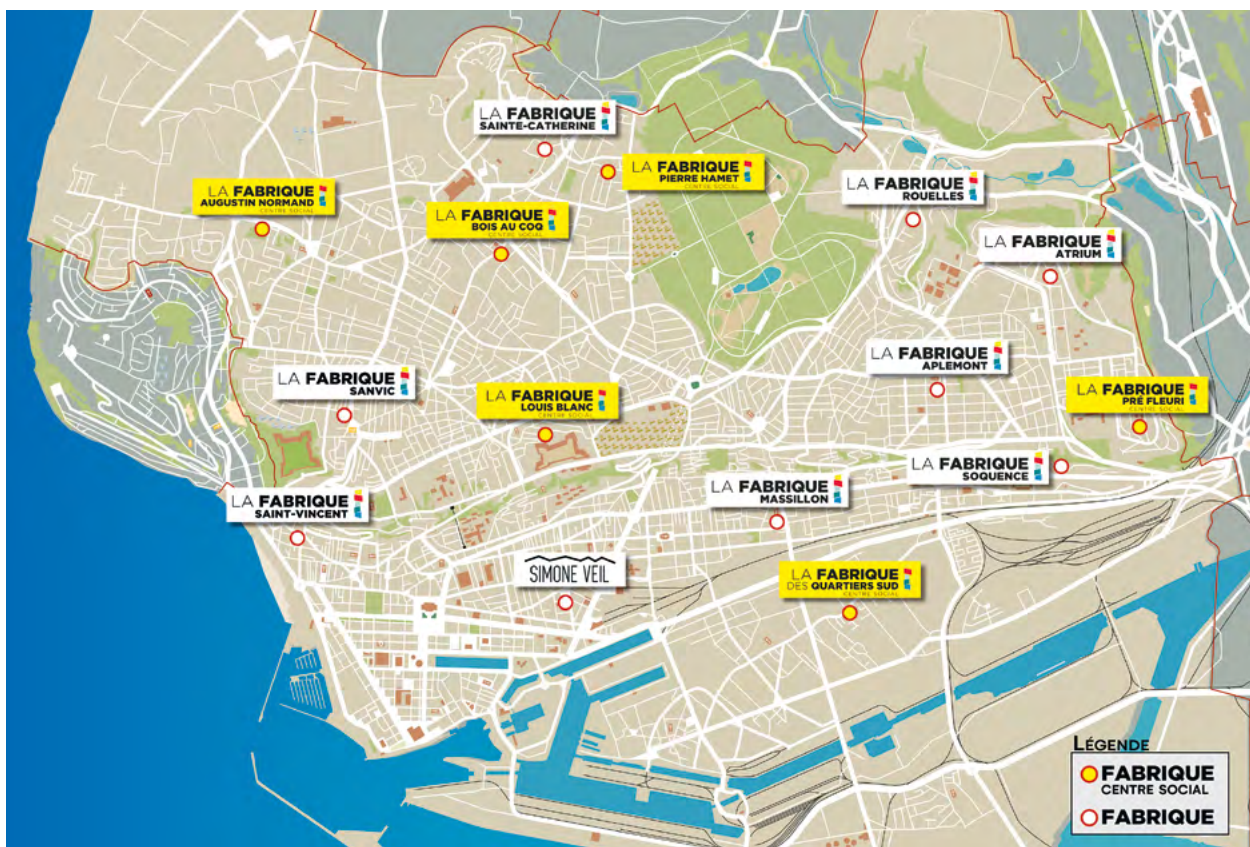 LA FABRIQUE
SAINTE-CATHERINE
LA FABRIQUE
PIERRE HAMET
CENTRE SOCIAL
LA FABRIQUE
AUGUSTIN NORMAND
CENTRE SOCIAL
LA FABRIQUE
BOIS AU COQ
CENTRE SOCIAL
LA FABRIQUE
ROUELLES
LA FABRIQUE
ATRIUM
LA FABRIQUE
SANVIC
LA FABRIQUE
LOUIS BLANC
CENTRE SOCIAL
LA FABRIQUE
APLEMONT
LA FABRIQUE
PRÉ FLEURI
CENTRE SOCIAL
LA FABRIQUE
SAINT-VINCENT
LA FABRIQUE
MASSILLON
LA FABRIQUE
SOQUENCE
SIMONE VEIL
LA FABRIQUE
DES QUARTIERS SUD
CENTRE SOCIAL
LÉGENDE
FABRIQUE
CENTRE SOCIAL
FABRIQUE